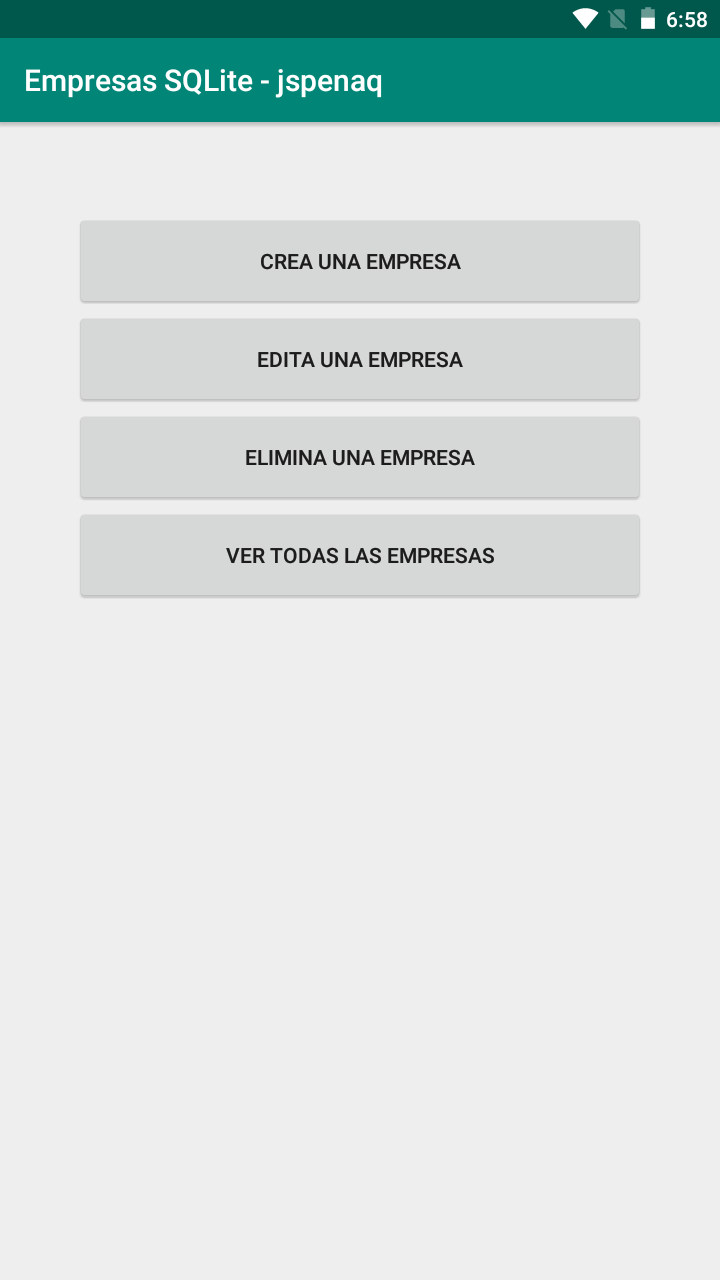 6:58
Empresas SQLite - jspenaq
CREA UNA EMPRESA
EDITA UNA EMPRESA
ELIMINA UNA EMPRESA
VER TODAS LAS EMPRESAS